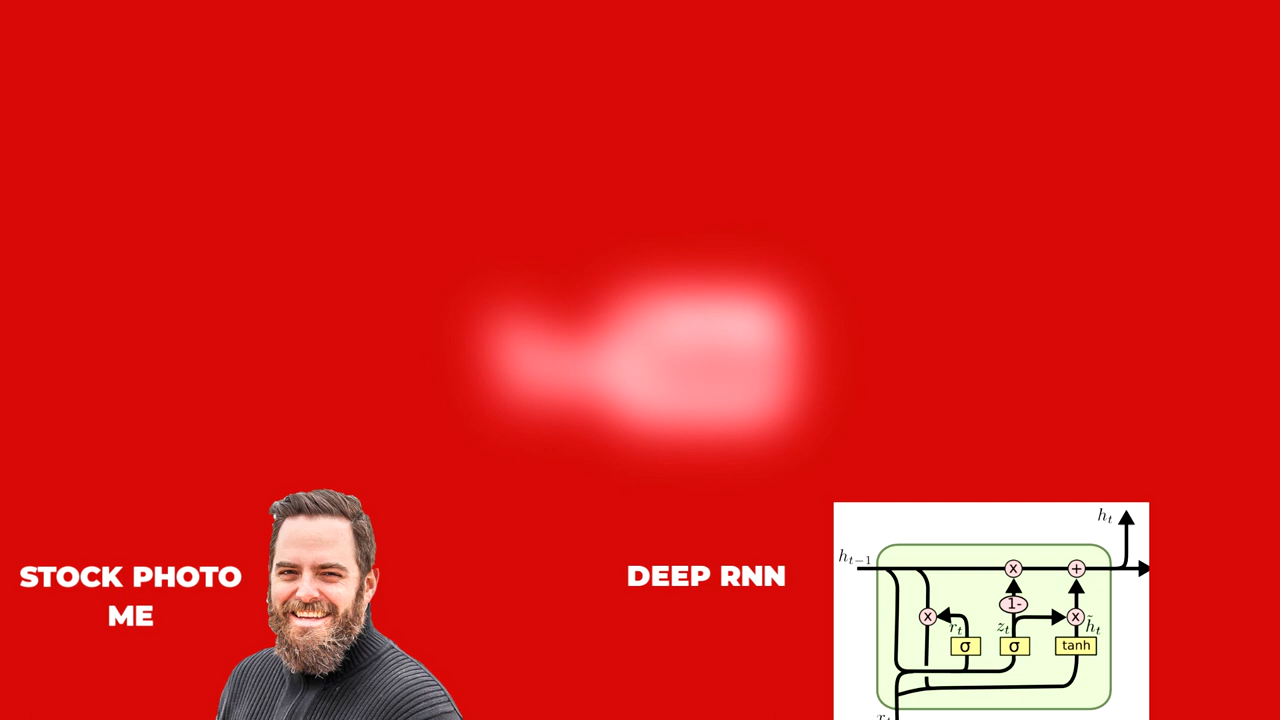 STOCK PHOTO
ME
DEEP RNN
h_t
h_{t-1}
x
+
1-
x
r_t
z_t
x
h̃_t
σ
σ
tanh